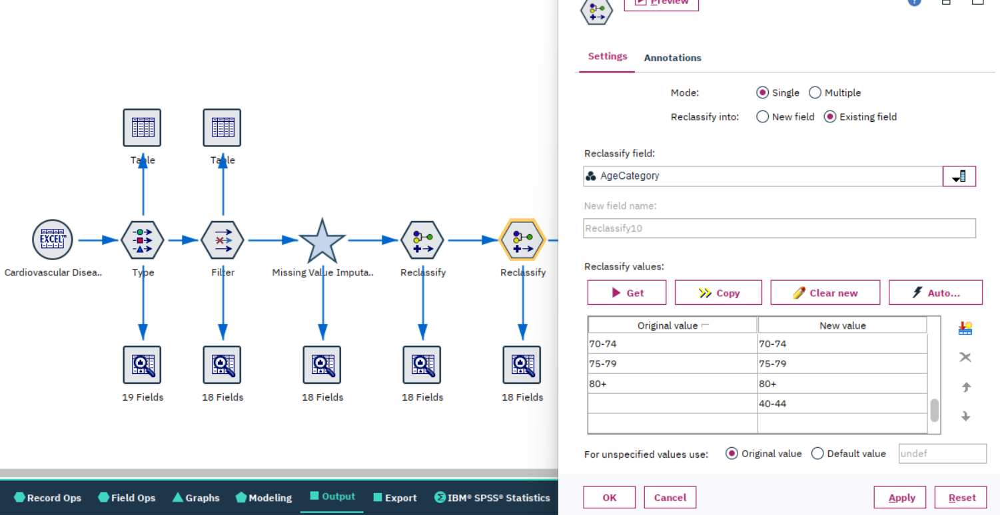 Preview
?
Settings Annotations
Mode: Single Multiple
Reclassify into: New field Existing field
Reclassify field:
AgeCategory
New field name:
Reclassify10
Reclassify values:
Get Copy Clear new Auto...
Original value New value
70-74 70-74
75-79 75-79
80+ 80+
40-44
For unspecified values use: Original value Default value undef
OK Cancel Apply Reset
Table Table
EXCEL™
Cardiovascular Disea.. Type Filter Missing Value Imputa.. Reclassify Reclassify
19 Fields 18 Fields 18 Fields 18 Fields 18 Fields
Record Ops Field Ops Graphs Modeling Output Export Σ IBM® SPSS® Statistics